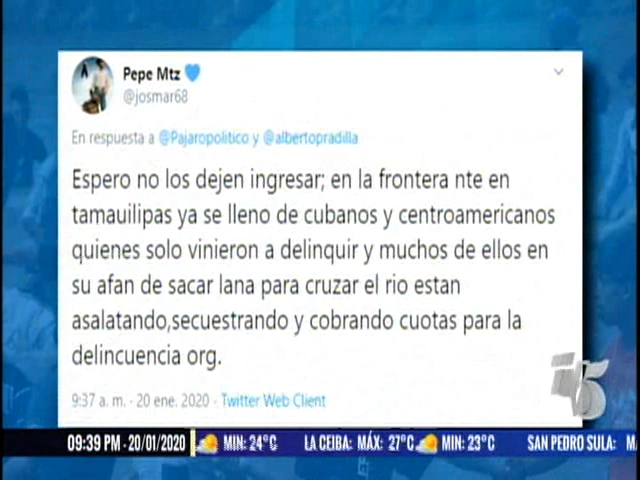 Pepe Mtz
@josmar68
En respuesta a @Pajaropolitico y @albertopradilla
Espero no los dejen ingresar; en la frontera nte en
tamauilipas ya se lleno de cubanos y centroamericanos
quienes solo vinieron a delinquir y muchos de ellos en
su afan de sacar lana para cruzar el rio estan
asalatando,secuestrando y cobrando cuotas para la
delincuencia org.
9:37 a. m. · 20 ene. 2020 · Twitter Web Client
5
09:39 PM - 20/01/2020 MIN: 24°C LA CEIBA: MÁX: 27°C MIN: 23°C SAN PEDRO SULA: M